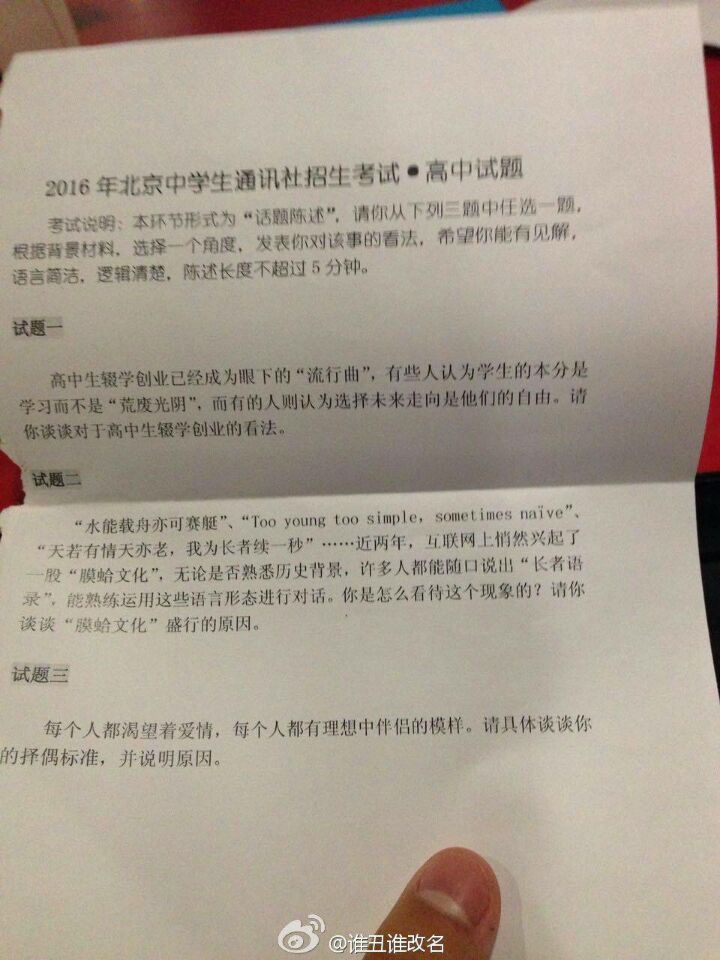 2016 年北京中学生通讯社招生考试●高中试题
考试说明：本环节形式为“话题陈述”，请你从下列三题中任选一题，
根据背景材料，选择一个角度，发表你对该事的看法，希望你能有见解，
语言简洁，逻辑清楚，陈述长度不超过 5 分钟。
试题一
高中生辍学创业已经成为眼下的“流行曲”，有些人认为学生的本分是
学习而不是“荒废光阴”，而有的人则认为选择未来走向是他们的自由。请
你谈谈对于高中生辍学创业的看法。
试题二
“水能载舟亦可赛艇”、“Too young too simple, sometimes naïve”、
“天若有情天亦老，我为长者续一秒”……近两年，互联网上悄然兴起了
一股“膜蛤文化”，无论是否熟悉历史背景，许多人都能随口说出“长者语
录”，能熟练运用这些语言形态进行对话。你是怎么看待这个现象的？请你
谈谈“膜蛤文化”盛行的原因。
试题三
每个人都渴望着爱情，每个人都有理想中伴侣的模样。请具体谈谈你
的择偶标准，并说明原因。
@谁丑谁改名